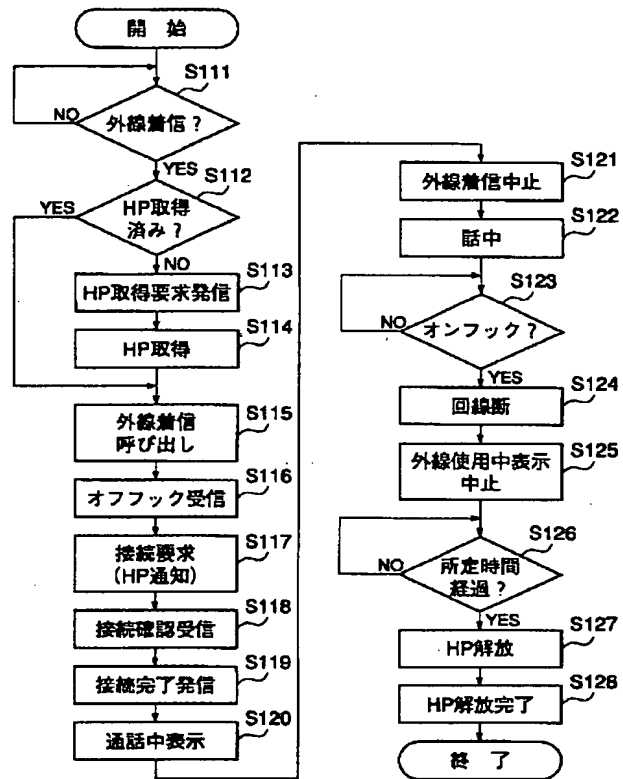 開 始
S111
外線着信？
NO
YES
S112
HP取得
済み？
YES
NO
S113
HP取得要求発信
S114
HP取得
S115
外線着信
呼び出し
S116
オフフック受信
S117
接続要求
(HP通知)
S118
接続確認受信
S119
接続完了発信
S120
通話中表示
S121
外線着信中止
S122
話中
S123
オンフック？
NO
YES
S124
回線断
S125
外線使用中表示
中止
S126
所定時間
経過？
NO
YES
S127
HP解放
S128
HP解放完了
終 了